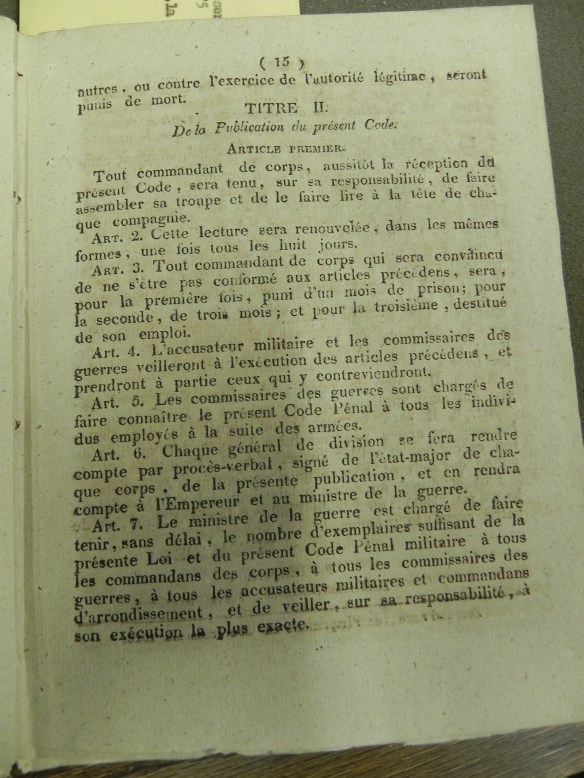 ( 15 )
autres, ou contre l'exercice de l'autorité légitime, seront
punis de mort.
TITRE II.
De la Publication du présent Code.
ARTICLE PREMIER.
Tout commandant de corps, aussitôt la réception du
présent Code, sera tenu, sur sa responsabilité, de faire
assembler sa troupe et de le faire lire à la tête de cha-
que compagnie.
ART. 2. Cette lecture sera renouvelée, dans les mêmes
formes, une fois tous les huit jours.
ART. 3. Tout commandant de corps qui sera convaincu
de ne s'être pas conformé aux articles précédens, sera,
pour la première fois, puni d'un mois de prison; pour
la seconde, de trois mois; et pour la troisième, destitué
de son emploi.
Art. 4. L'accusateur militaire et les commissaires des
guerres veilleront à l'exécution des articles précédens, et
prendront à partie ceux qui y contreviendront.
Art. 5. Les commissaires des guerres sont chargés de
faire connaître le présent Code Pénal à tous les indivi-
dus employés à la suite des armées.
Art. 6. Chaque général de division se fera rendre
compte par procès-verbal, signé de l'état-major de cha-
que corps, de la présente publication, et en rendra
compte à l'Empereur et au ministre de la guerre.
Art. 7. Le ministre de la guerre est chargé de faire
tenir, sans délai, le nombre d'exemplaires suffisant de la
présente Loi et du présent Code Pénal militaire à tous
les commandans des corps, à tous les commissaires des
guerres, à tous les accusateurs militaires et commandans
d'arrondissement, et de veiller, sur sa responsabilité, à
son exécution la plus exacte.